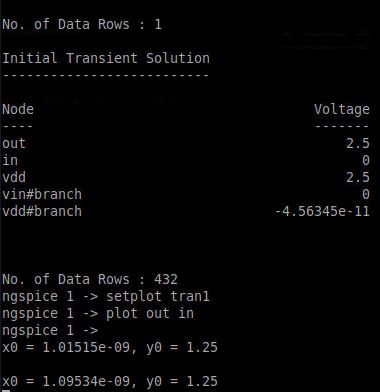 No. of Data Rows : 1
Initial Transient Solution
--------------------------
Node Voltage
---- -------
out 2.5
in 0
vdd 2.5
vin#branch 0
vdd#branch -4.56345e-11
No. of Data Rows : 432
ngspice 1 -> setplot tran1
ngspice 1 -> plot out in
ngspice 1 ->
x0 = 1.01515e-09, y0 = 1.25
x0 = 1.09534e-09, y0 = 1.25